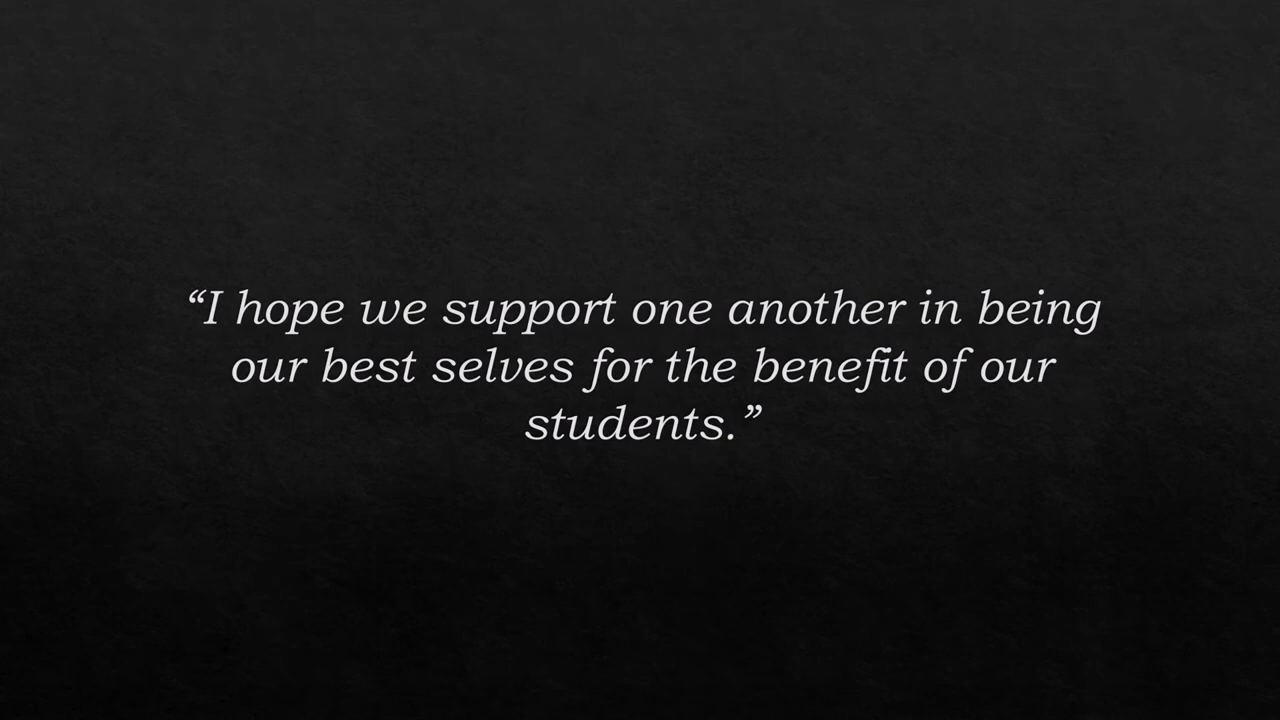 “I hope we support one another in being
our best selves for the benefit of our
students.”